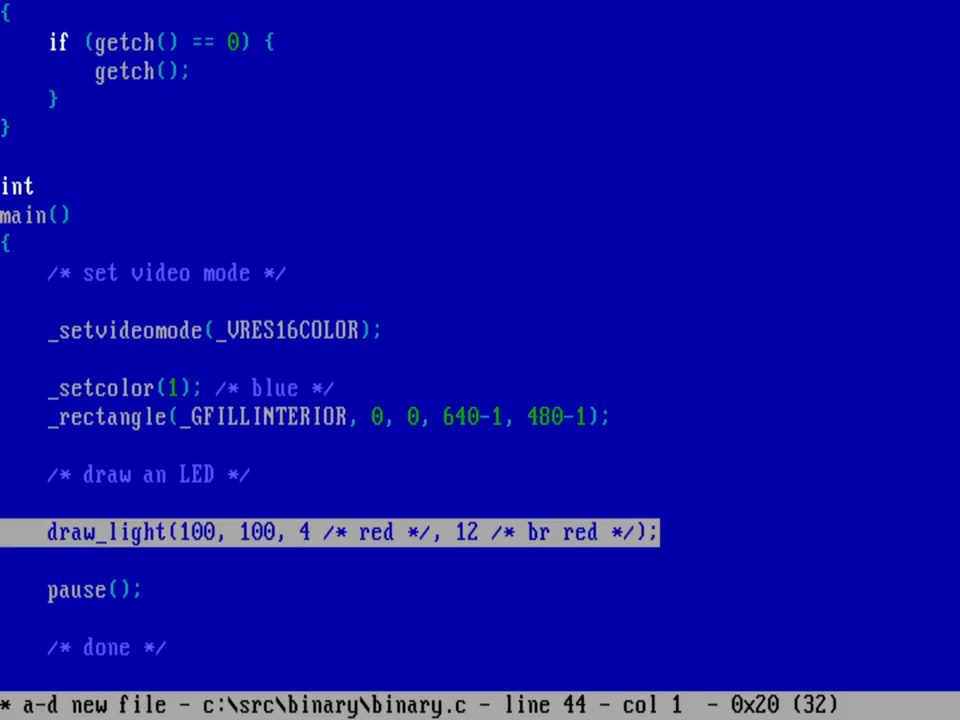 {
    if (getch() == 0) {
        getch();
    }
}
int
main()
{
    /* set video mode */
    _setvideomode(_VRES16COLOR);
    _setcolor(1); /* blue */
    _rectangle(_GFILLINTERIOR, 0, 0, 640-1, 480-1);
    /* draw an LED */
    draw_light(100, 100, 4 /* red */, 12 /* br red */);
    pause();
    /* done */
* a-d new file - c:\src\binary\binary.c - line 44 - col 1  - 0x20 (32)